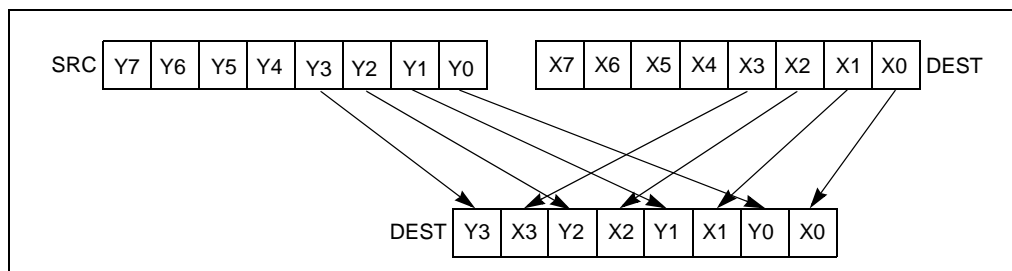 SRC Y7 Y6 Y5 Y4 Y3 Y2 Y1 Y0 X7 X6 X5 X4 X3 X2 X1 X0 DEST
DEST Y3 X3 Y2 X2 Y1 X1 Y0 X0